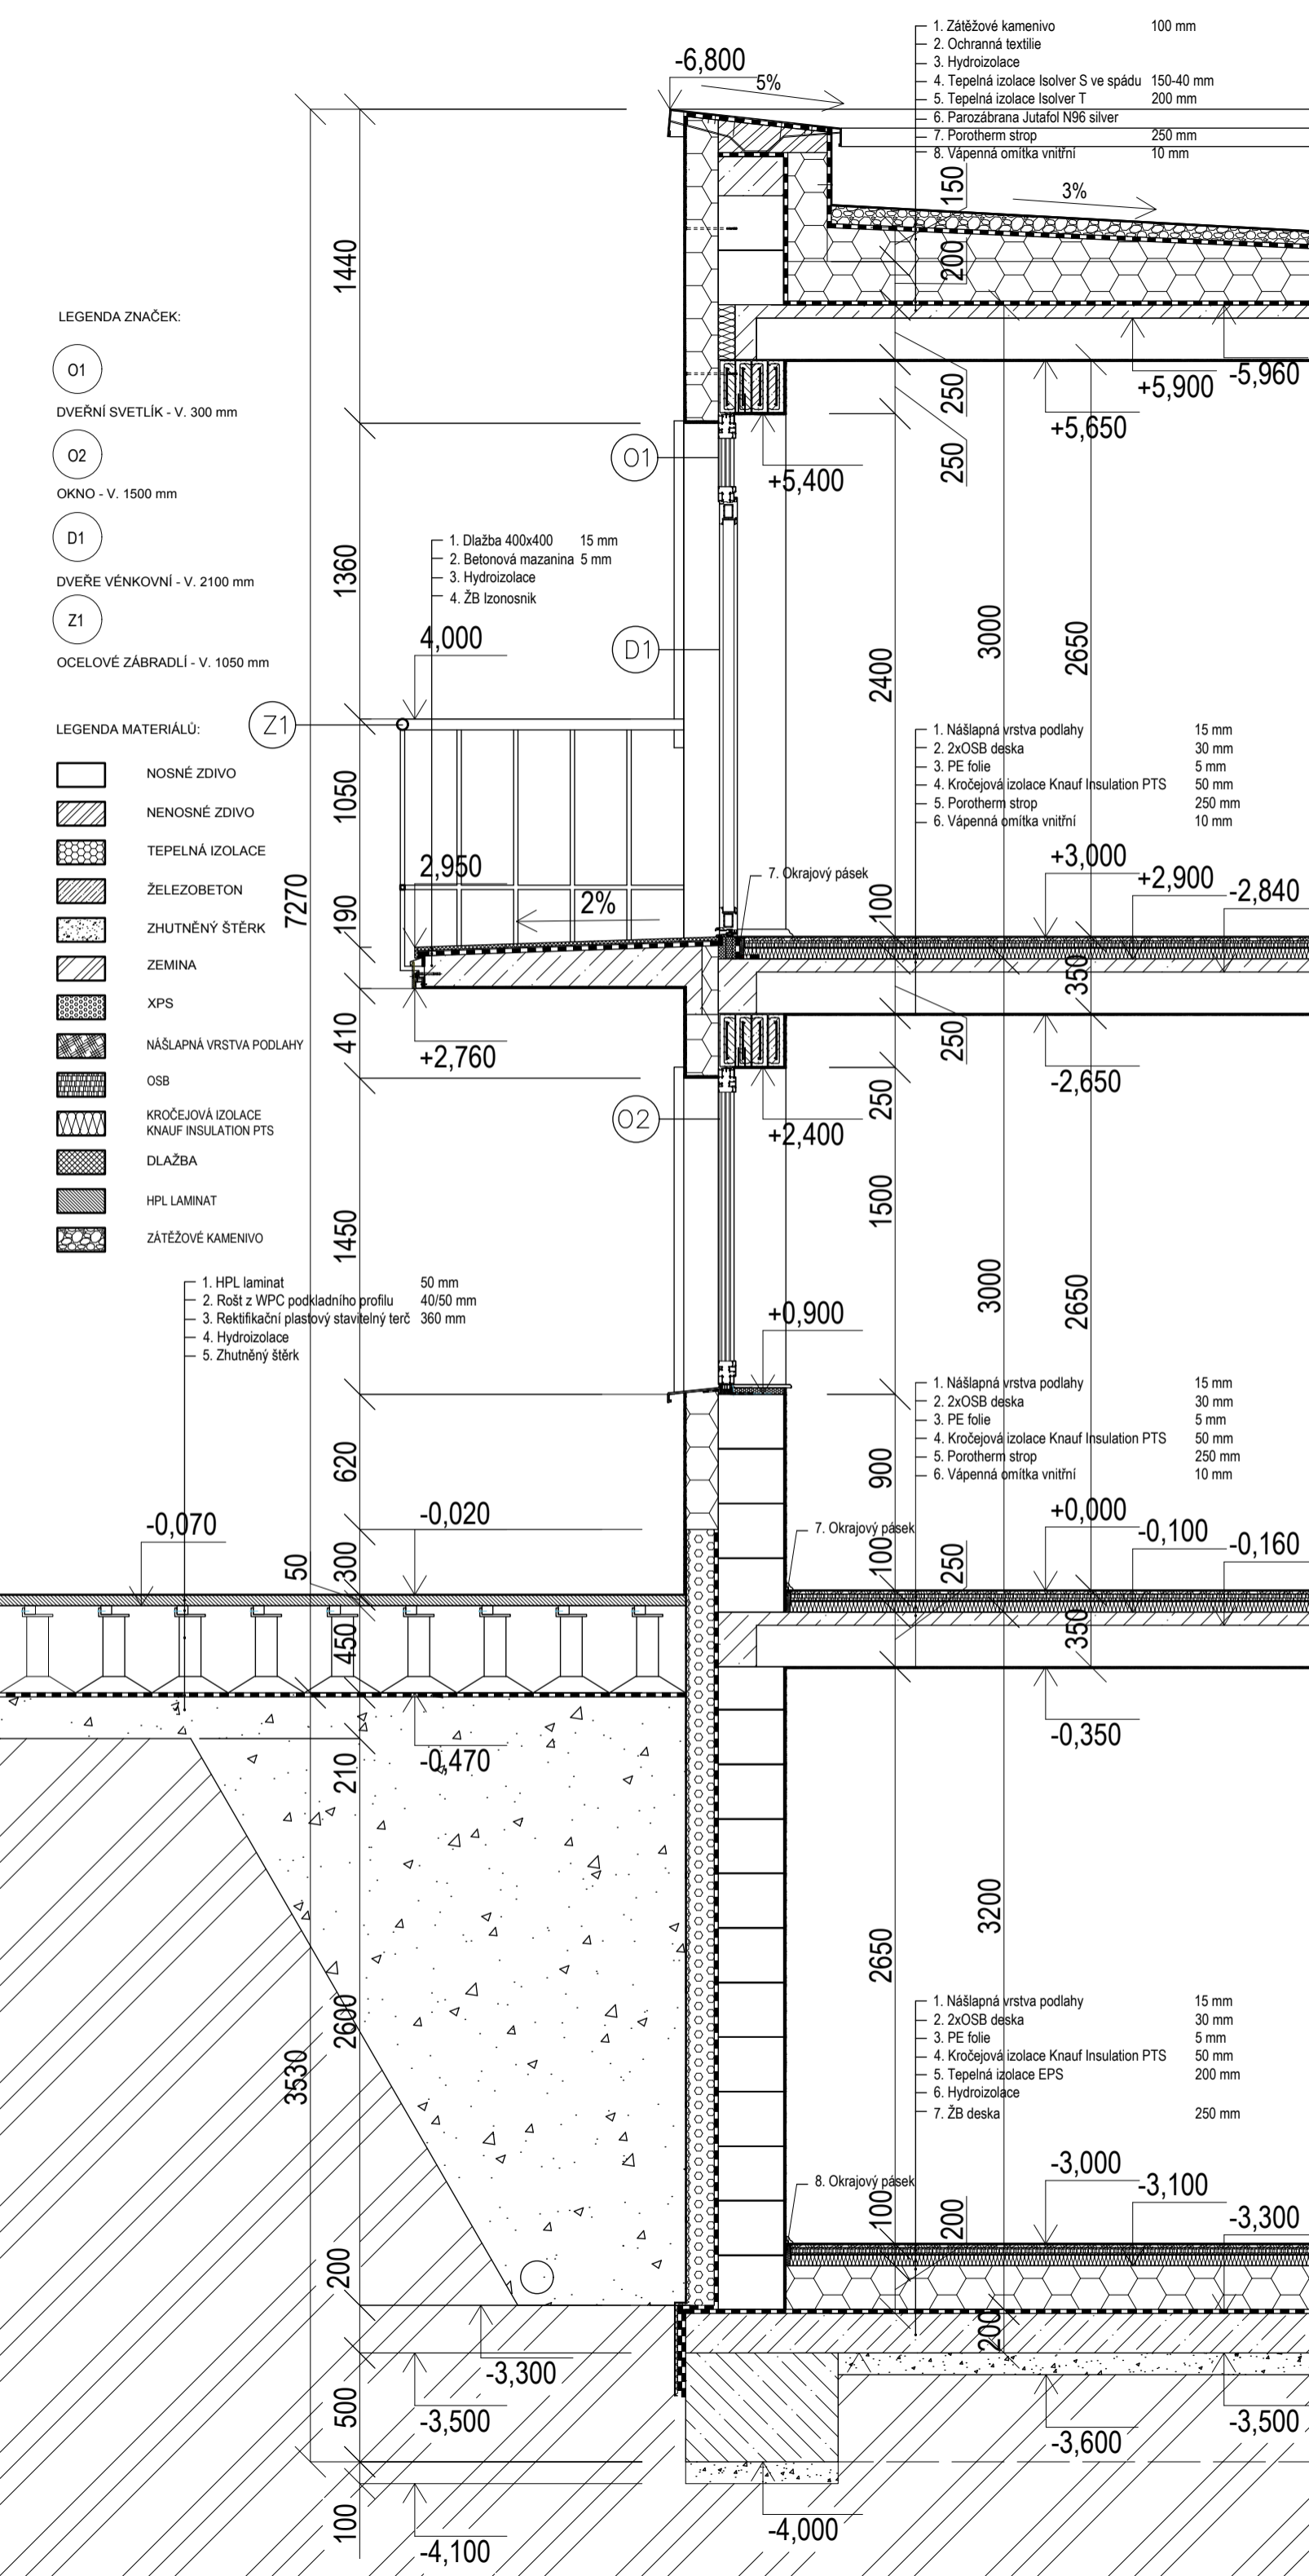 -6,800
5%
1. Zátěžové kamenivo 100 mm
2. Ochranná textilie
3. Hydroizolace
4. Tepelná izolace Isolver S ve spádu 150-40 mm
5. Tepelná izolace Isolver T 200 mm
6. Parozábrana Jutafol N96 silver
7. Porotherm strop 250 mm
8. Vápenná omítka vnitřní 10 mm
150
3%
200
1440
LEGENDA ZNAČEK:
O1
DVEŘNÍ SVETLÍK - V. 300 mm
O2
OKNO - V. 1500 mm
D1
DVEŘE VÉNKOVNÍ - V. 2100 mm
Z1
OCELOVÉ ZÁBRADLÍ - V. 1050 mm
250
+5,900
-5,960
+5,650
O1
+5,400
250
1360
1. Dlažba 400x400 15 mm
2. Betonová mazanina 5 mm
3. Hydroizolace
4. ŽB Izonosnik
4,000
D1
2400
3000
2650
Z1
LEGENDA MATERIÁLŮ:
NOSNÉ ZDIVO
NENOSNÉ ZDIVO
TEPELNÁ IZOLACE
ŽELEZOBETON
ZHUTNĚNÝ ŠTĚRK
ZEMINA
XPS
NÁŠLAPNÁ VRSTVA PODLAHY
OSB
KROČEJOVÁ IZOLACE
KNAUF INSULATION PTS
DLAŽBA
HPL LAMINAT
ZÁTĚŽOVÉ KAMENIVO
1. Nášlapná vrstva podlahy 15 mm
2. 2xOSB deska 30 mm
3. PE folie 5 mm
4. Kročejová izolace Knauf Insulation PTS 50 mm
5. Porotherm strop 250 mm
6. Vápenná omítka vnitřní 10 mm
1050
2,950
7. Okrajový pásek
+3,000
+2,900
-2,840
7270
190
2%
100
350
410
+2,760
250
-2,650
O2
250
+2,400
1450
1500
3000
2650
1. HPL laminat 50 mm
2. Rošt z WPC podkladního profilu 40/50 mm
3. Rektifikační plastový stavitelný terč 360 mm
4. Hydroizolace
5. Zhutněný štěrk
+0,900
1. Nášlapná vrstva podlahy 15 mm
2. 2xOSB deska 30 mm
3. PE folie 5 mm
4. Kročejová izolace Knauf Insulation PTS 50 mm
5. Porotherm strop 250 mm
6. Vápenná omítka vnitřní 10 mm
620
900
-0,070
-0,020
7. Okrajový pásek
+0,000
-0,100
-0,160
50
300
100
250
450
350
-0,350
-0,470
210
2600
3530
2650
3200
1. Nášlapná vrstva podlahy 15 mm
2. 2xOSB deska 30 mm
3. PE folie 5 mm
4. Kročejová izolace Knauf Insulation PTS 50 mm
5. Tepelná izolace EPS 200 mm
6. Hydroizolace
7. ŽB deska 250 mm
8. Okrajový pásek
-3,000
-3,100
-3,300
100
200
200
200
-3,300
500
-3,500
-3,600
-3,500
100
-4,100
-4,000